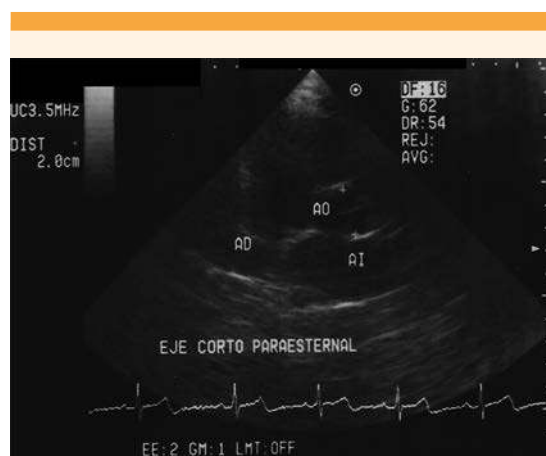 DF:16
UC3.5MHz
G:62
DR:54
DIST
REJ:
2.0cm
AVG:
AO
AD
AI
EJE CORTO PARAESTERNAL
EE:2 GM:1 LMT:OFF